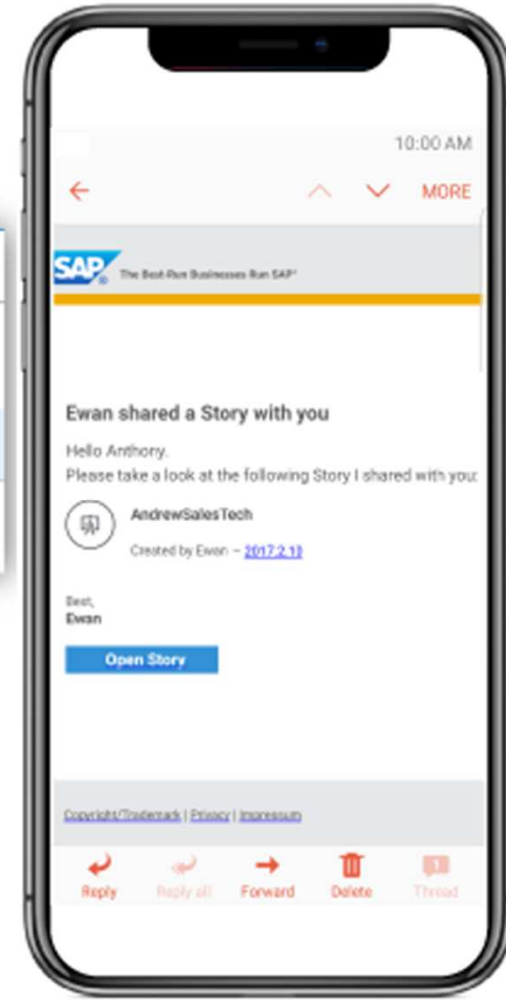 10:00 AM
MORE
SAP® The Best-Run Businesses Run SAP®
Ewan shared a Story with you
Hello Anthony.
Please take a look at the following Story I shared with you:
AndrewSalesTech
Created by Ewan – 2017.2.13
Best,
Ewan
Open Story
Copyright/Trademark | Privacy | Impressum
Reply Reply all Forward Delete 1 Thread